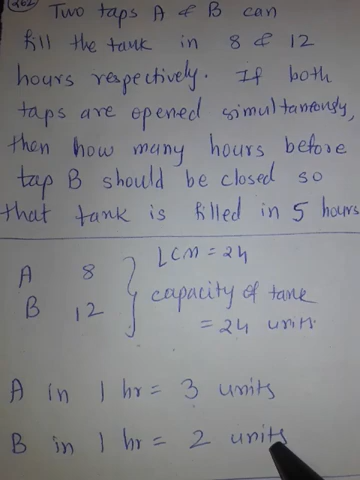 262 Two taps A & B can
fill the tank in 8 & 12
hours respectively. If both
taps are opened simultaneously,
then how many hours before
tap B should be closed so
that tank is filled in 5 hours
A 8 LCM = 24
B 12 capacity of tank
= 24 units.
A in 1 hr = 3 units
B in 1 hr = 2 units